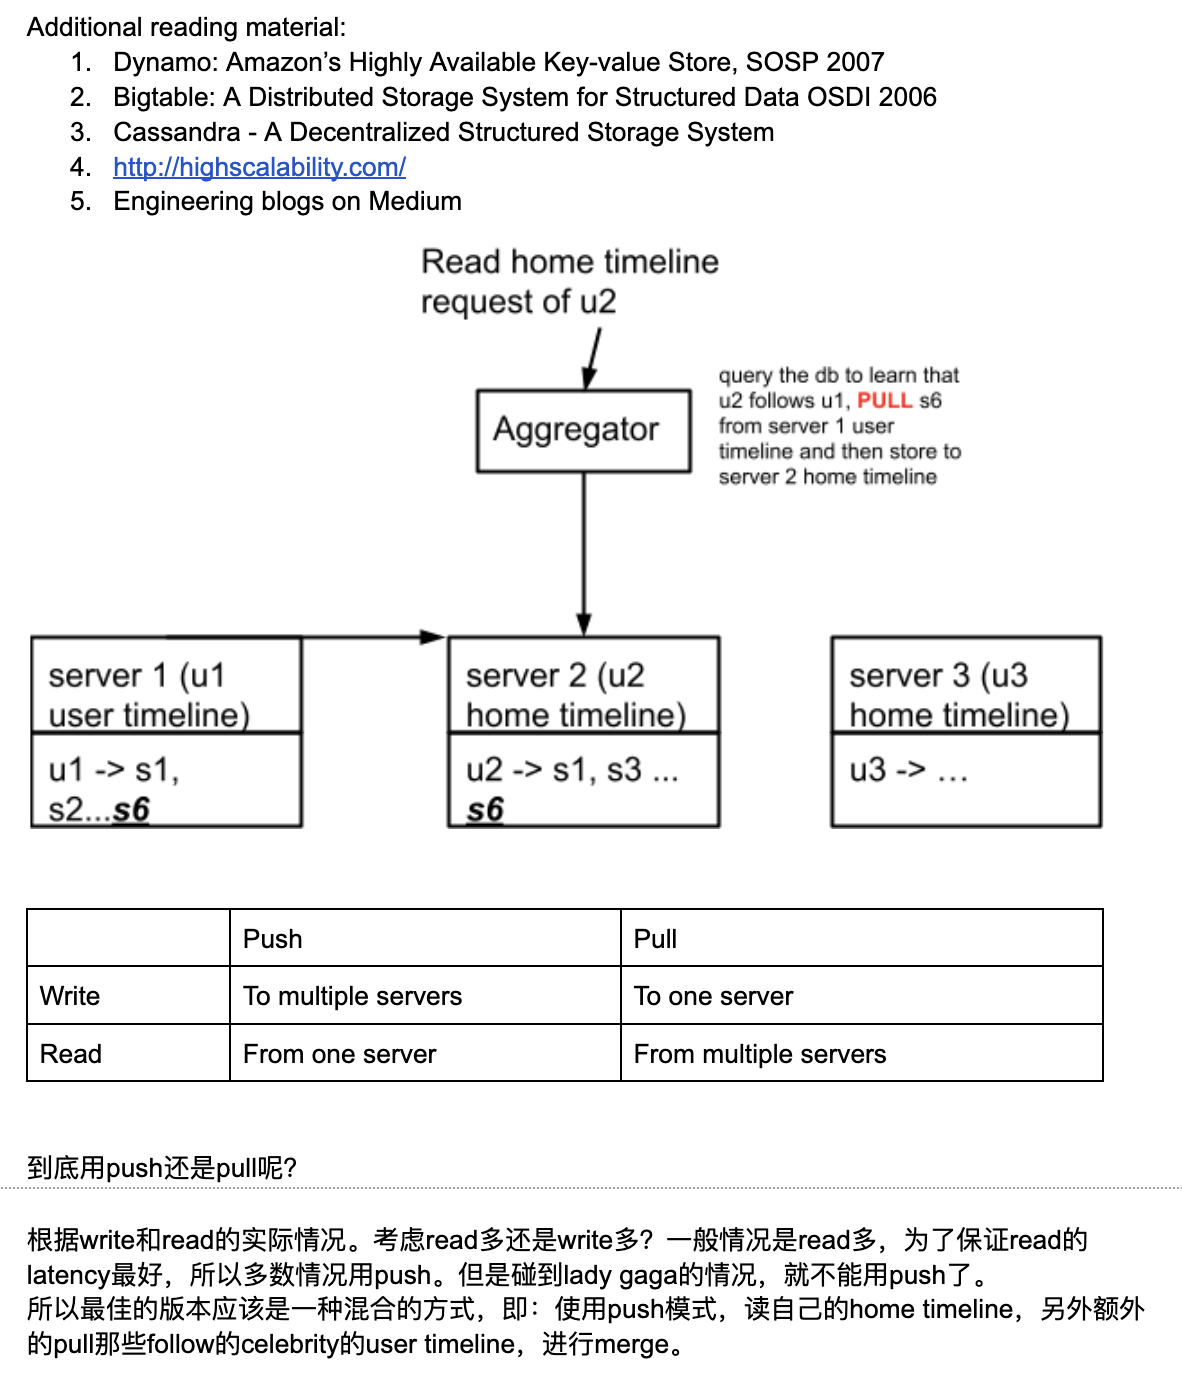 Additional reading material:
1. Dynamo: Amazon’s Highly Available Key-value Store, SOSP 2007
2. Bigtable: A Distributed Storage System for Structured Data OSDI 2006
3. Cassandra - A Decentralized Structured Storage System
4. http://highscalability.com/
5. Engineering blogs on Medium
Read home timeline
request of u2
Aggregator
query the db to learn that
u2 follows u1, PULL s6
from server 1 user
timeline and then store to
server 2 home timeline
server 1 (u1
user timeline)
u1 -> s1,
s2...s6
server 2 (u2
home timeline)
u2 -> s1, s3 ...
s6
server 3 (u3
home timeline)
u3 -> ...
Push Pull
Write To multiple servers To one server
Read From one server From multiple servers
到底用push还是pull呢?
根据write和read的实际情况。考虑read多还是write多？一般情况是read多，为了保证read的
latency最好，所以多数情况用push。但是碰到lady gaga的情况，就不能用push了。
所以最佳的版本应该是一种混合的方式，即：使用push模式，读自己的home timeline，另外额外
的pull那些follow的celebrity的user timeline，进行merge。